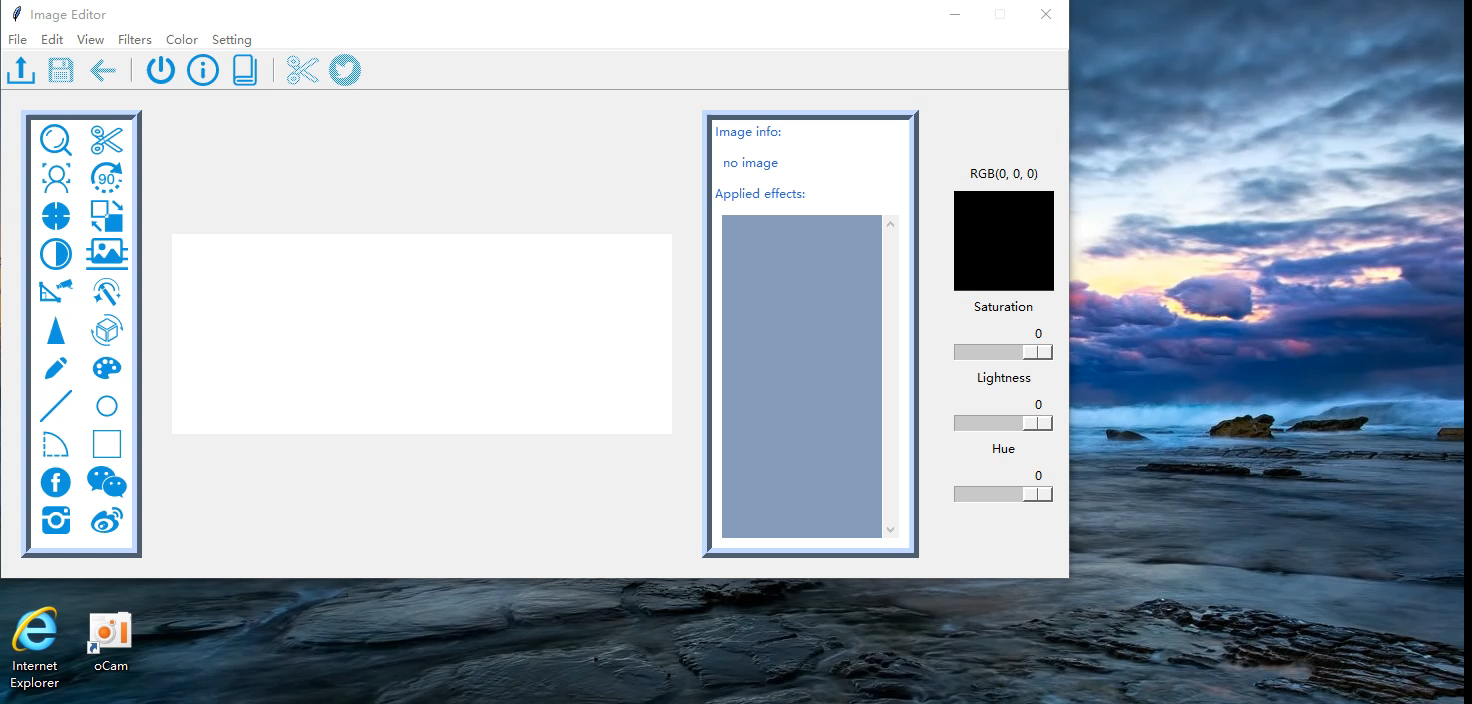 Image Editor
File Edit View Filters Color Setting
90
Image info:
no image
Applied effects:
RGB(0, 0, 0)
Saturation
0
Lightness
0
Hue
0
Internet
Explorer
oCam